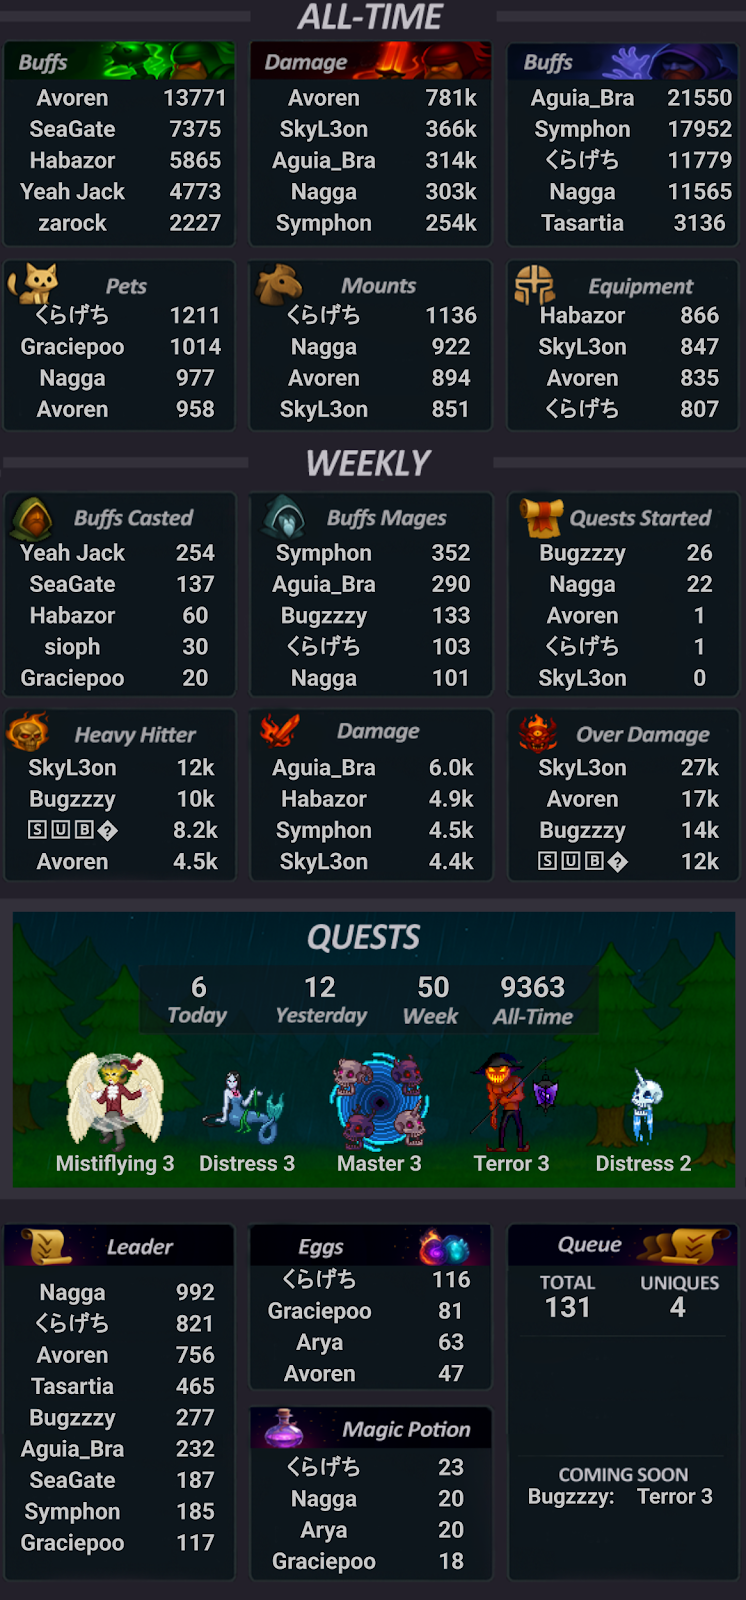 ALL-TIME
Buffs
Avoren 13771
SeaGate 7375
Habazor 5865
Yeah Jack 4773
zarock 2227
Damage
Avoren 781k
SkyL3on 366k
Aguia_Bra 314k
Nagga 303k
Symphon 254k
Buffs
Aguia_Bra 21550
Symphon 17952
くらげち 11779
Nagga 11565
Tasartia 3136
Pets
くらげち 1211
Graciepoo 1014
Nagga 977
Avoren 958
Mounts
くらげち 1136
Nagga 922
Avoren 894
SkyL3on 851
Equipment
Habazor 866
SkyL3on 847
Avoren 835
くらげち 807
WEEKLY
Buffs Casted
Yeah Jack 254
SeaGate 137
Habazor 60
sioph 30
Graciepoo 20
Buffs Mages
Symphon 352
Aguia_Bra 290
Bugzzzy 133
くらげち 103
Nagga 101
Quests Started
Bugzzzy 26
Nagga 22
Avoren 1
くらげち 1
SkyL3on 0
Heavy Hitter
SkyL3on 12k
Bugzzzy 10k
🅂🅄🄱� 8.2k
Avoren 4.5k
Damage
Aguia_Bra 6.0k
Habazor 4.9k
Symphon 4.5k
SkyL3on 4.4k
Over Damage
SkyL3on 27k
Avoren 17k
Bugzzzy 14k
🅂🅄🄱� 12k
QUESTS
6 12 50 9363
Today Yesterday Week All-Time
Mistiflying 3 Distress 3 Master 3 Terror 3 Distress 2
Leader
Nagga 992
くらげち 821
Avoren 756
Tasartia 465
Bugzzzy 277
Aguia_Bra 232
SeaGate 187
Symphon 185
Graciepoo 117
Eggs
くらげち 116
Graciepoo 81
Arya 63
Avoren 47
Magic Potion
くらげち 23
Nagga 20
Arya 20
Graciepoo 18
Queue
TOTAL UNIQUES
131 4
COMING SOON
Bugzzzy: Terror 3